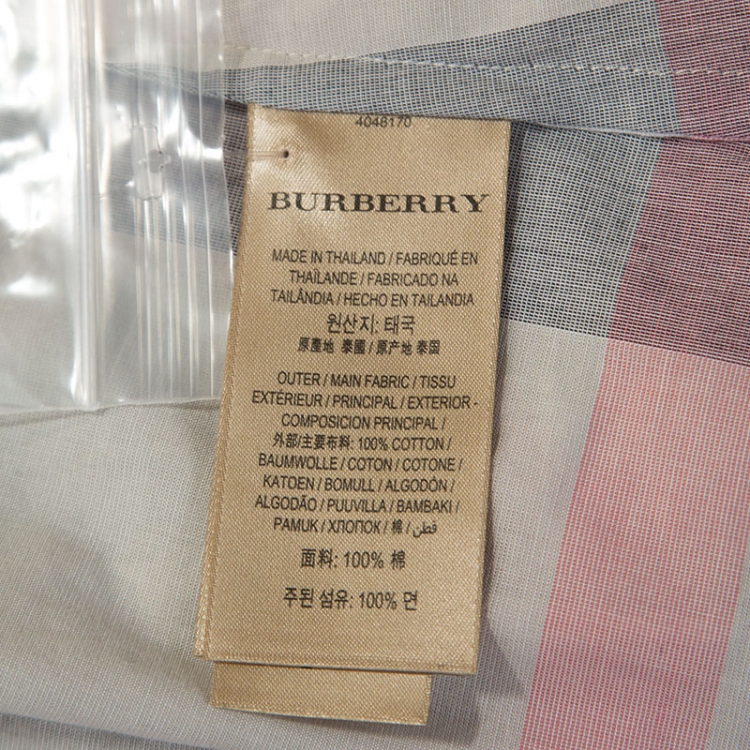 4046170
BURBERRY
MADE IN THAILAND / FABRIQUÉ EN
THAÏLANDE / FABRICADO NA
TAILÂNDIA / HECHO EN TAILANDIA
원산지: 태국
原產地 泰國 / 原产地 泰国
OUTER / MAIN FABRIC / TISSU
EXTÉRIEUR / PRINCIPAL / EXTERIOR -
COMPOSICION PRINCIPAL /
外部/主要布料: 100% COTTON /
BAUMWOLLE / COTON / COTONE /
KATOEN / BOMULL / ALGODÓN /
ALGODÃO / PUUVILLA / BAMBAKI /
PAMUK / ХЛОПОК / 棉 / قطن
面料: 100% 棉
주된 섬유: 100% 면